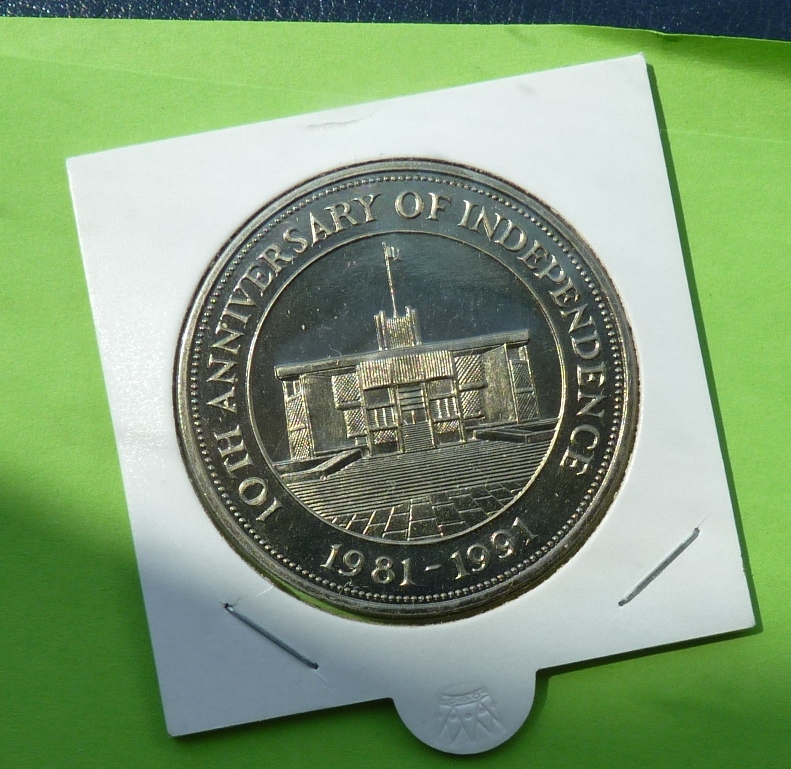 10TH ANNIVERSARY OF INDEPENDENCE
1981-1991